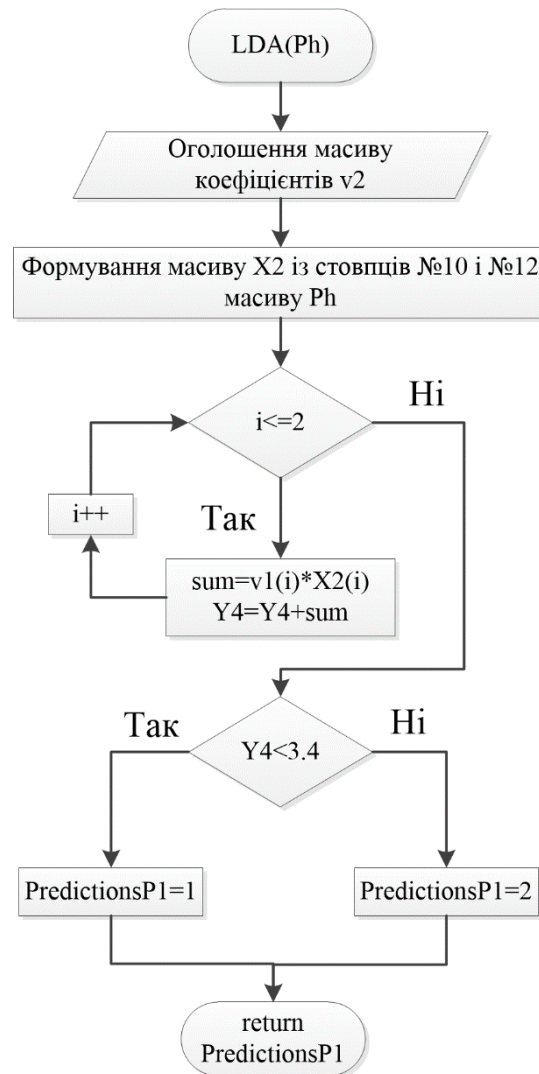 LDA(Ph)
Оголошення масиву
коефіцієнтів v2
Формування масиву X2 із стовпців №10 і №12
масиву Ph
i<=2
Ні
Так
i++
sum=v1(i)*X2(i)
Y4=Y4+sum
Так
Y4<3.4
Ні
PredictionsP1=1
PredictionsP1=2
return
PredictionsP1